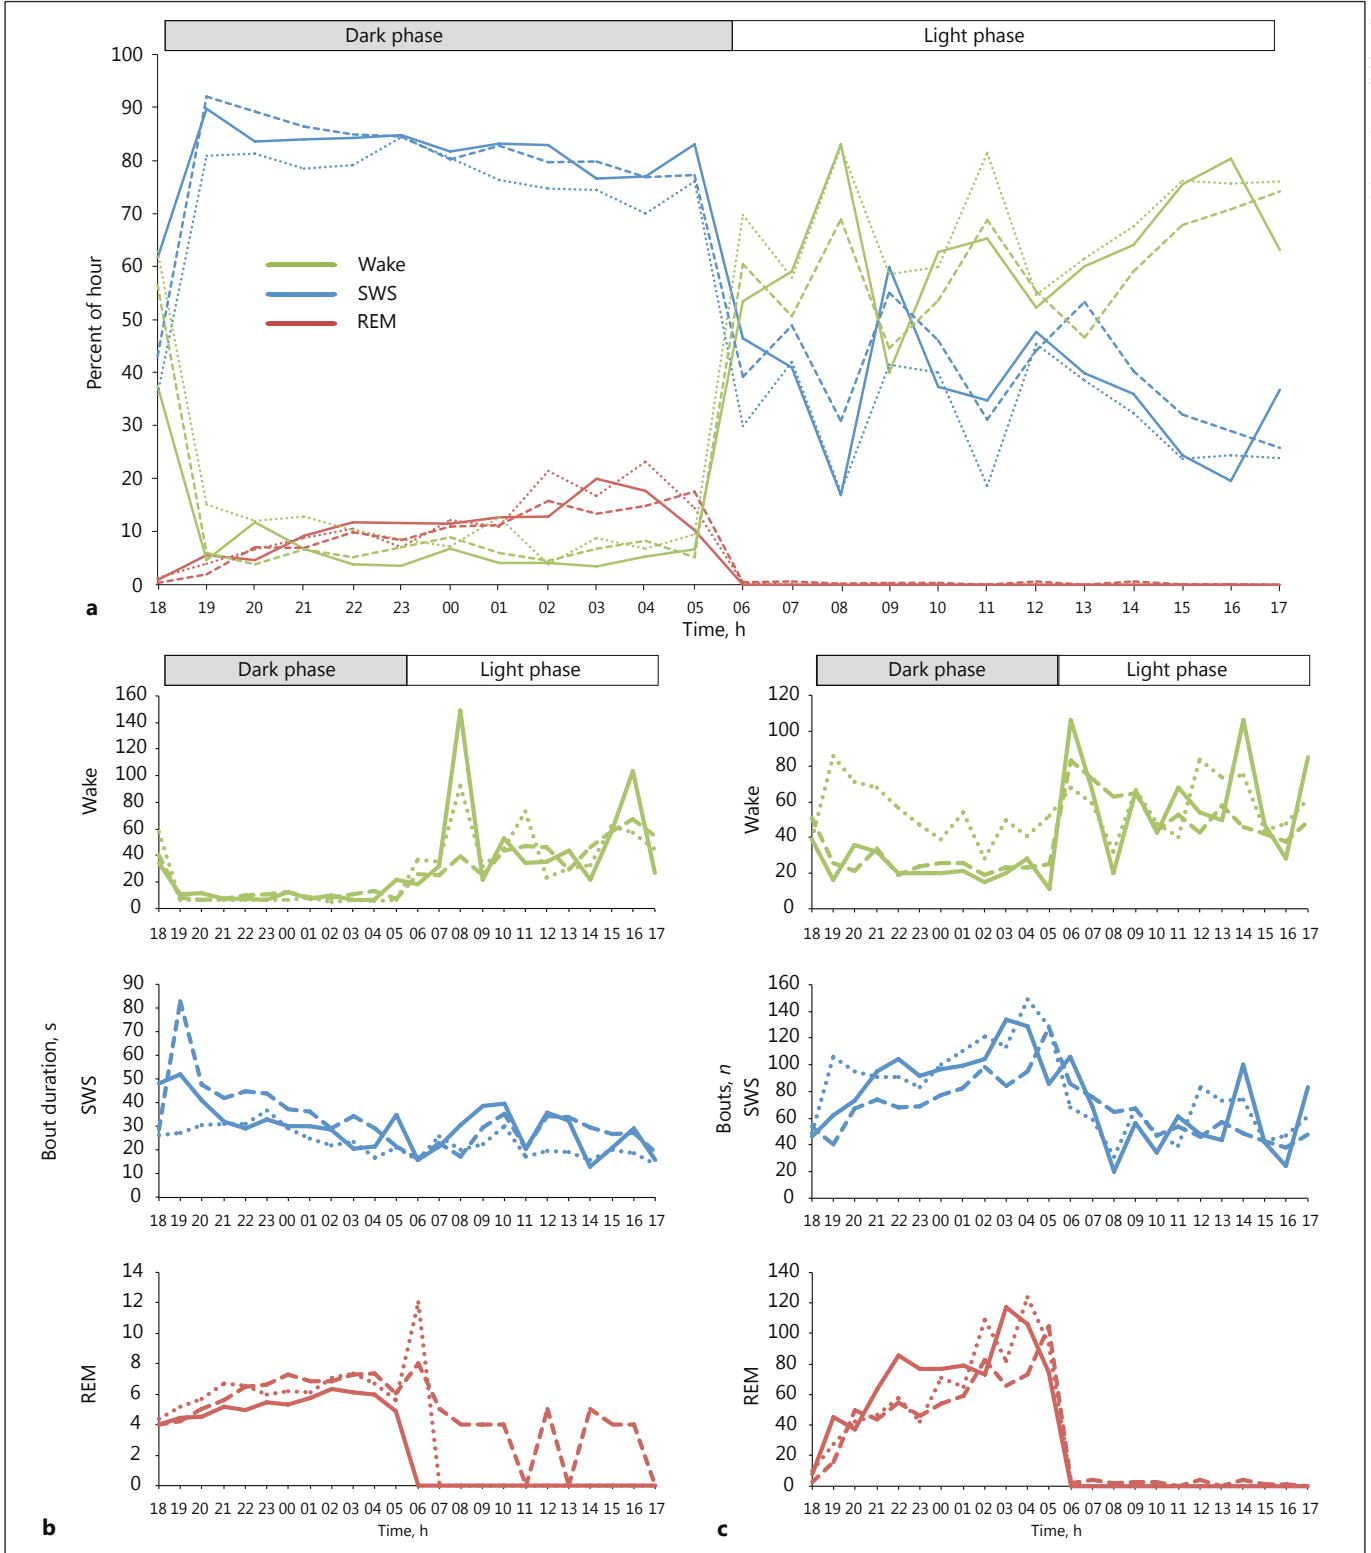 Dark phase Light phase
100
90
80
70
60
50
40
30
20
10
0
Percent of hour
Wake
SWS
REM
18 19 20 21 22 23 00 01 02 03 04 05 06 07 08 09 10 11 12 13 14 15 16 17
a
Time, h
Dark phase Light phase
160
140
120
100
80
60
40
20
0
Wake
18 19 20 21 22 23 00 01 02 03 04 05 06 07 08 09 10 11 12 13 14 15 16 17
90
80
70
60
50
40
30
20
10
0
Bout duration, s
SWS
18 19 20 21 22 23 00 01 02 03 04 05 06 07 08 09 10 11 12 13 14 15 16 17
14
12
10
8
6
4
2
0
REM
18 19 20 21 22 23 00 01 02 03 04 05 06 07 08 09 10 11 12 13 14 15 16 17
b
Time, h
Dark phase Light phase
120
100
80
60
40
20
0
Wake
18 19 20 21 22 23 00 01 02 03 04 05 06 07 08 09 10 11 12 13 14 15 16 17
160
140
120
100
80
60
40
20
0
Bouts, n
SWS
18 19 20 21 22 23 00 01 02 03 04 05 06 07 08 09 10 11 12 13 14 15 16 17
140
120
100
80
60
40
20
0
REM
18 19 20 21 22 23 00 01 02 03 04 05 06 07 08 09 10 11 12 13 14 15 16 17
c
Time, h